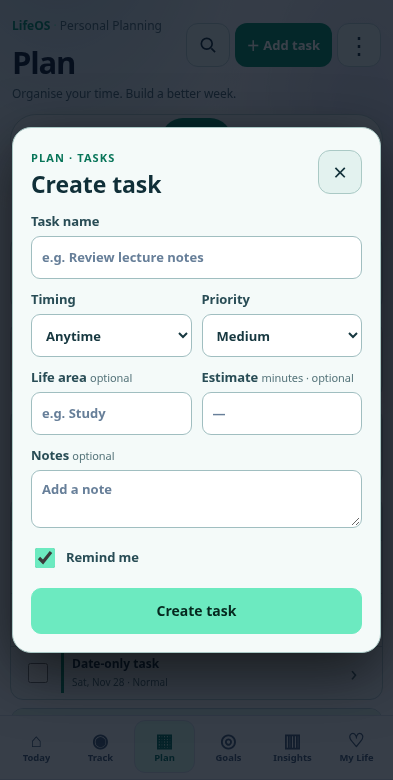 LifeOS Personal Planning
Plan
+ Add task
Organise your time. Build a better week.
PLAN · TASKS
Create task
Task name
e.g. Review lecture notes
Timing Priority
Anytime Medium
Life area optional Estimate minutes · optional
e.g. Study —
Notes optional
Add a note
Remind me
Create task
Date-only task
Sat, Nov 28 · Normal
Today Track Plan Goals Insights My Life